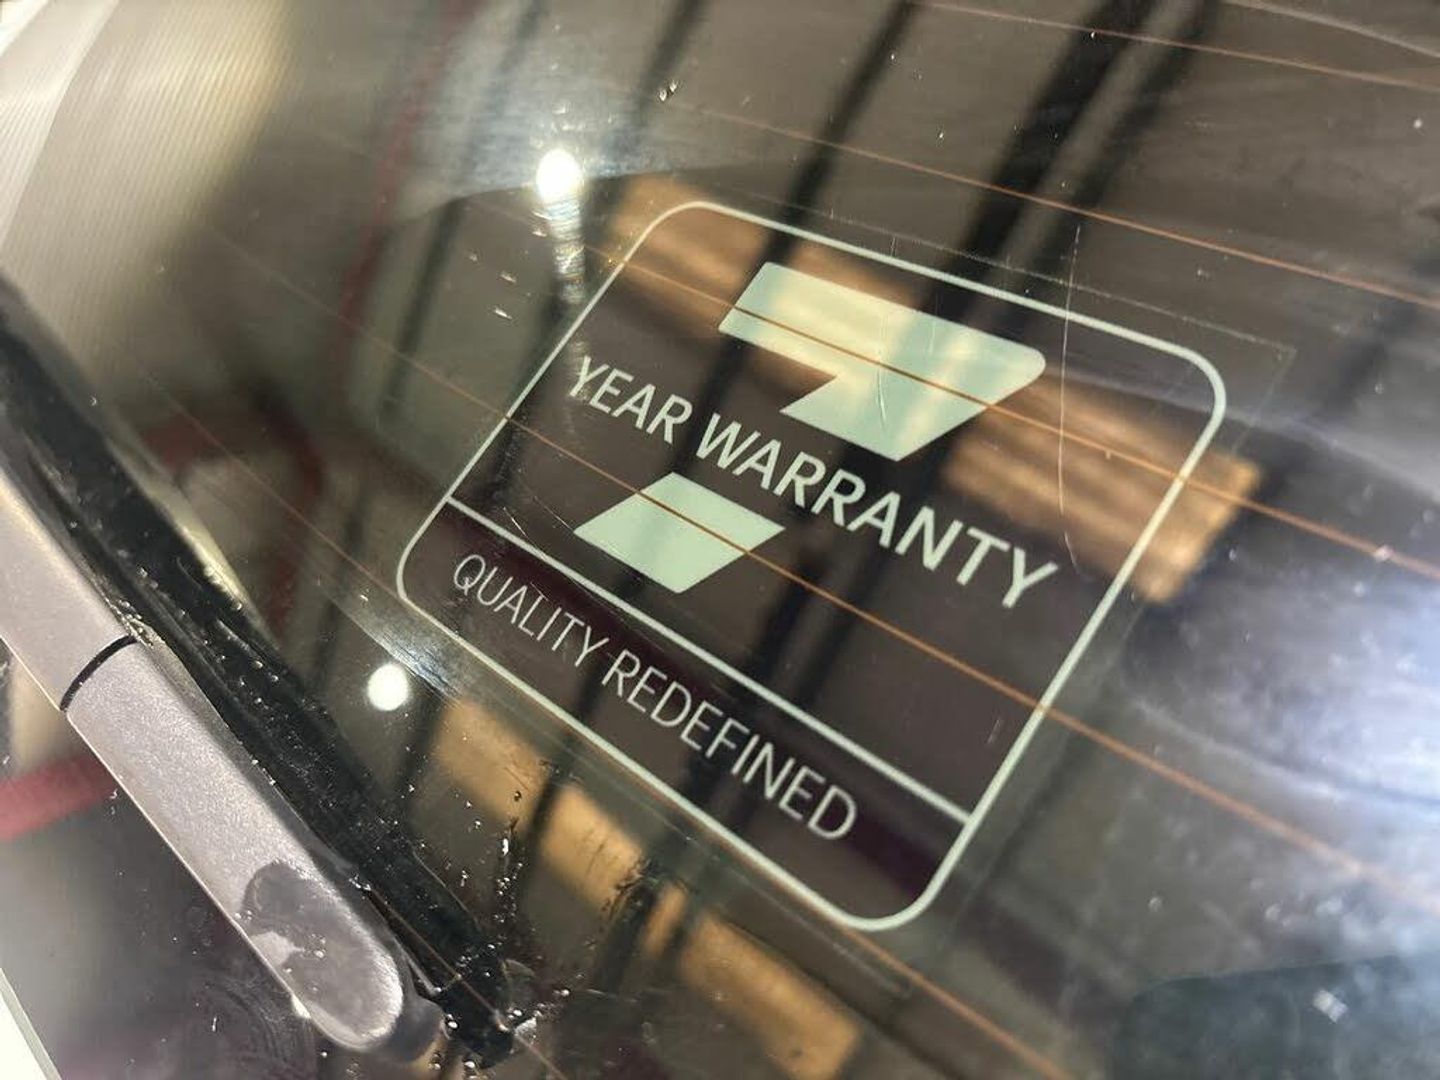 7
YEAR WARRANTY
QUALITY REDEFINED